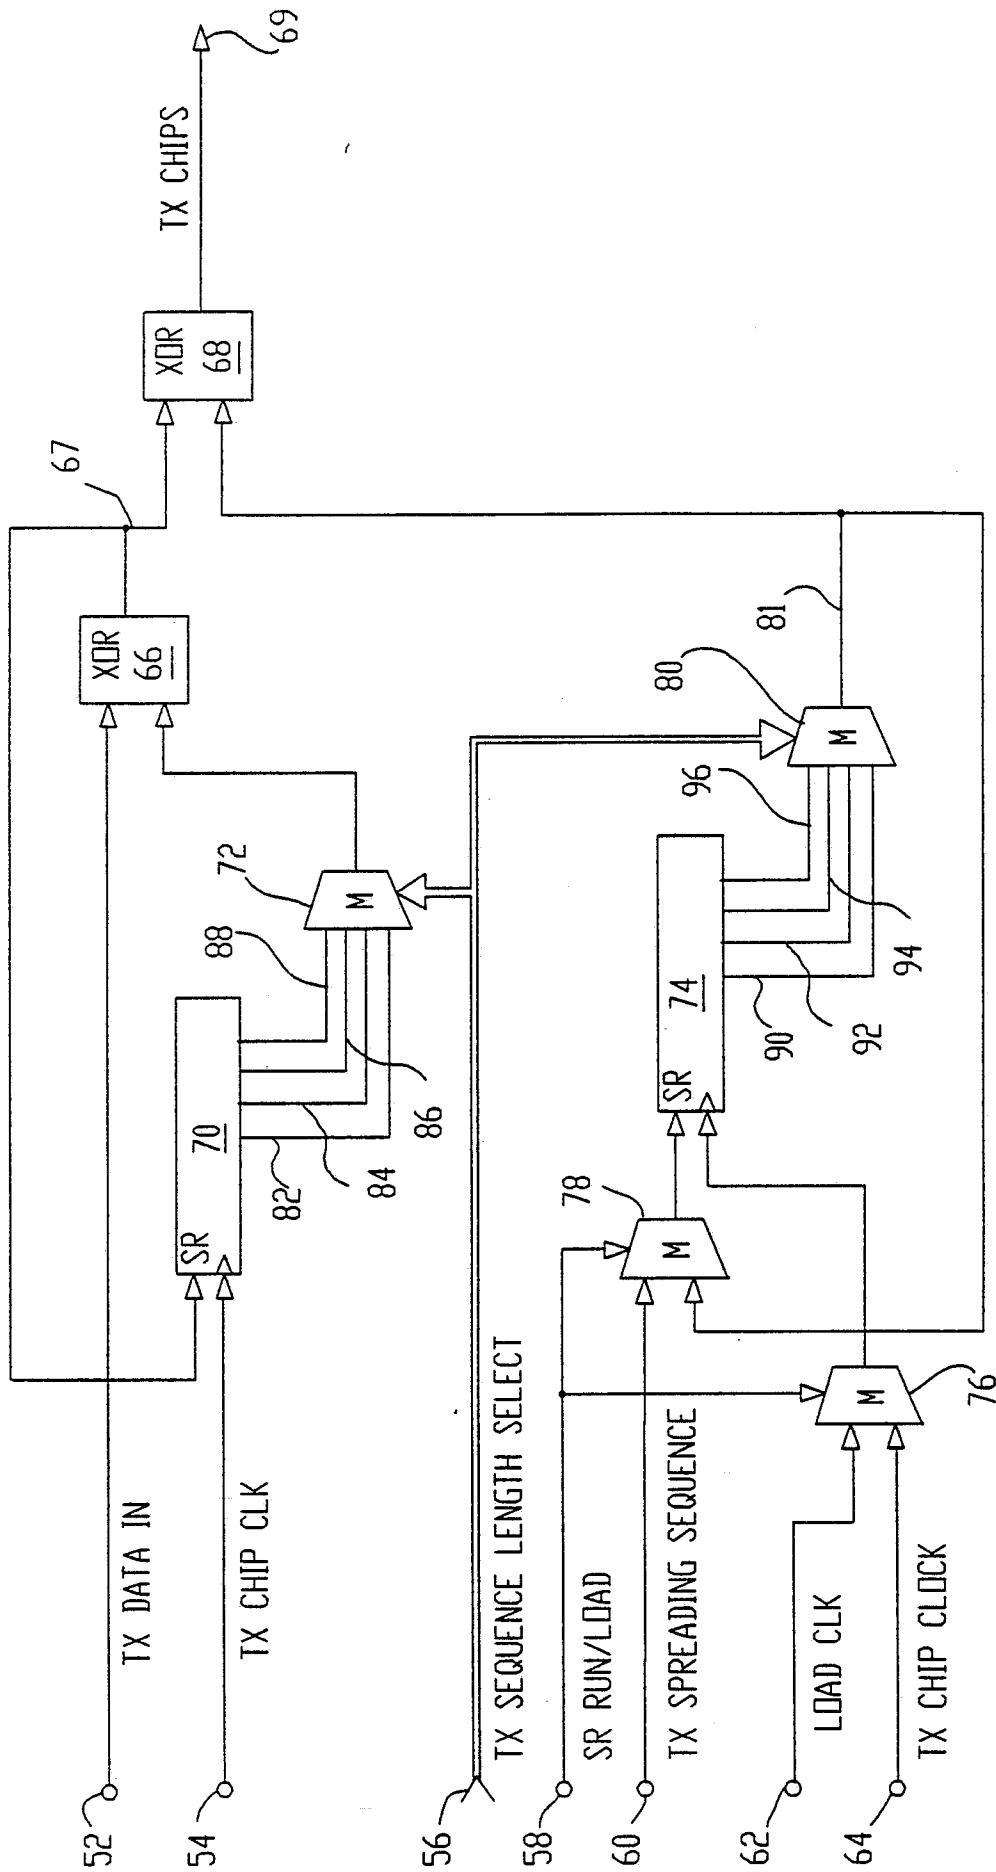 52
TX DATA IN
54
TX CHIP CLK
56
TX SEQUENCE LENGTH SELECT
58
SR RUN/LOAD
60
TX SPREADING SEQUENCE
62
LOAD CLK
64
TX CHIP CLOCK
SR
70
82
84
86
88
72
M
XOR
66
67
XOR
68
TX CHIPS
69
76
M
78
M
SR
74
90
92
94
96
80
M
81